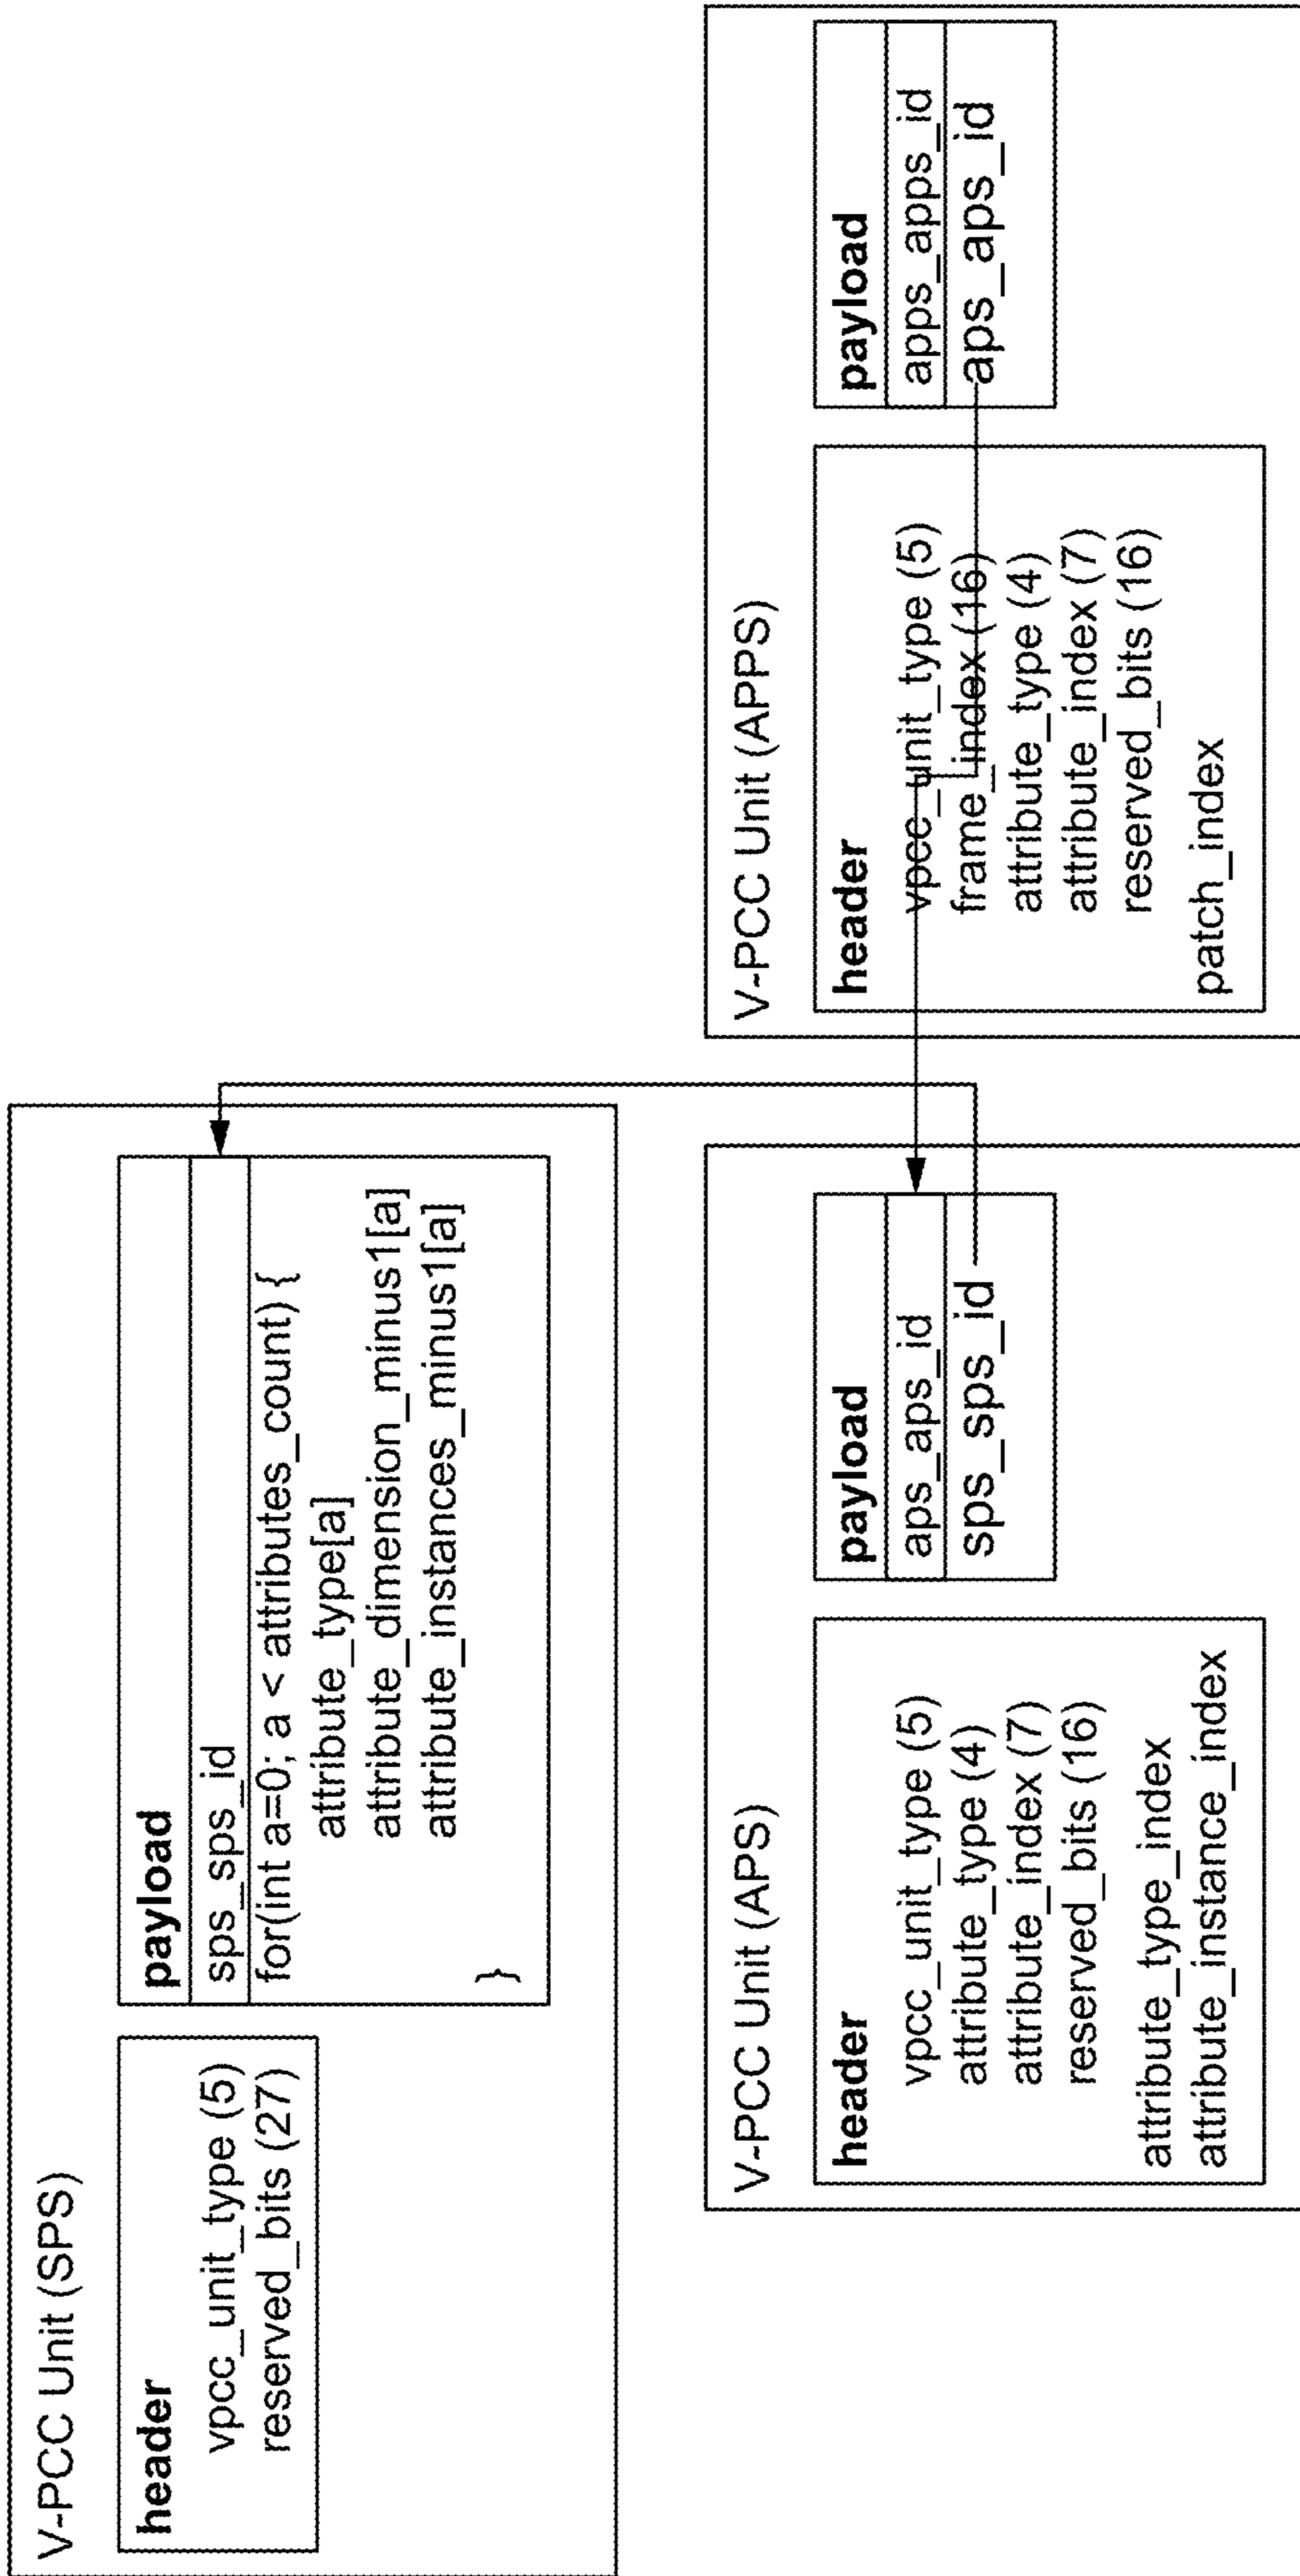 V-PCC Unit (SPS)
header
vpcc_unit_type (5)
reserved_bits (27)
payload
sps_sps_id
for(int a=0; a < attributes_count) {
attribute_type[a]
attribute_dimension_minus1[a]
attribute_instances_minus1[a]
}
V-PCC Unit (APS)
header
vpcc_unit_type (5)
attribute_type (4)
attribute_index (7)
reserved_bits (16)
attribute_type_index
attribute_instance_index
payload
aps_aps_id
sps_sps_id
V-PCC Unit (APPS)
header
vpcc_unit_type (5)
frame_index (16)
attribute_type (4)
attribute_index (7)
reserved_bits (16)
patch_index
payload
apps_apps_id
aps_aps_id